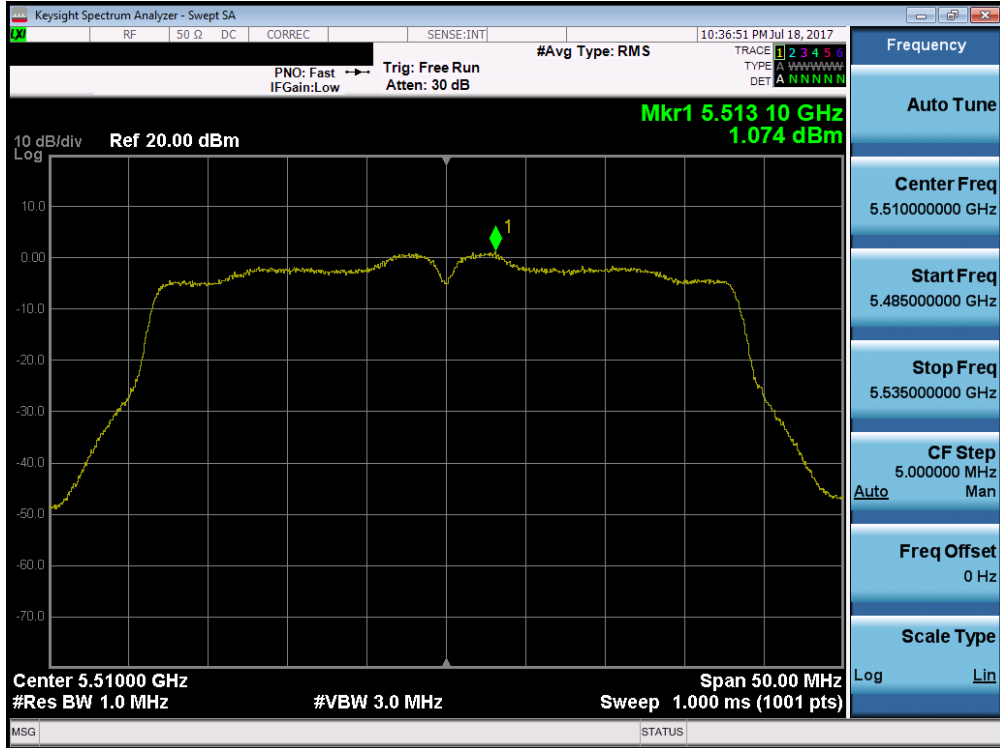 Keysight Spectrum Analyzer - Swept SA
LXI RF 50 Ω DC CORREC SENSE:INT 10:36:51 PM Jul 18, 2017
#Avg Type: RMS TRACE 1 2 3 4 5 6
PNO: Fast Trig: Free Run TYPE A WWWWW
IFGain:Low Atten: 30 dB DET A N N N N N
Mkr1 5.513 10 GHz
1.074 dBm
10 dB/div Ref 20.00 dBm
Log
1
10.0
0.00
-10.0
-20.0
-30.0
-40.0
-50.0
-60.0
-70.0
Center 5.51000 GHz Span 50.00 MHz
#Res BW 1.0 MHz #VBW 3.0 MHz Sweep 1.000 ms (1001 pts)
MSG STATUS
Frequency
Auto Tune
Center Freq
5.510000000 GHz
Start Freq
5.485000000 GHz
Stop Freq
5.535000000 GHz
CF Step
5.000000 MHz
Auto Man
Freq Offset
0 Hz
Scale Type
Log Lin